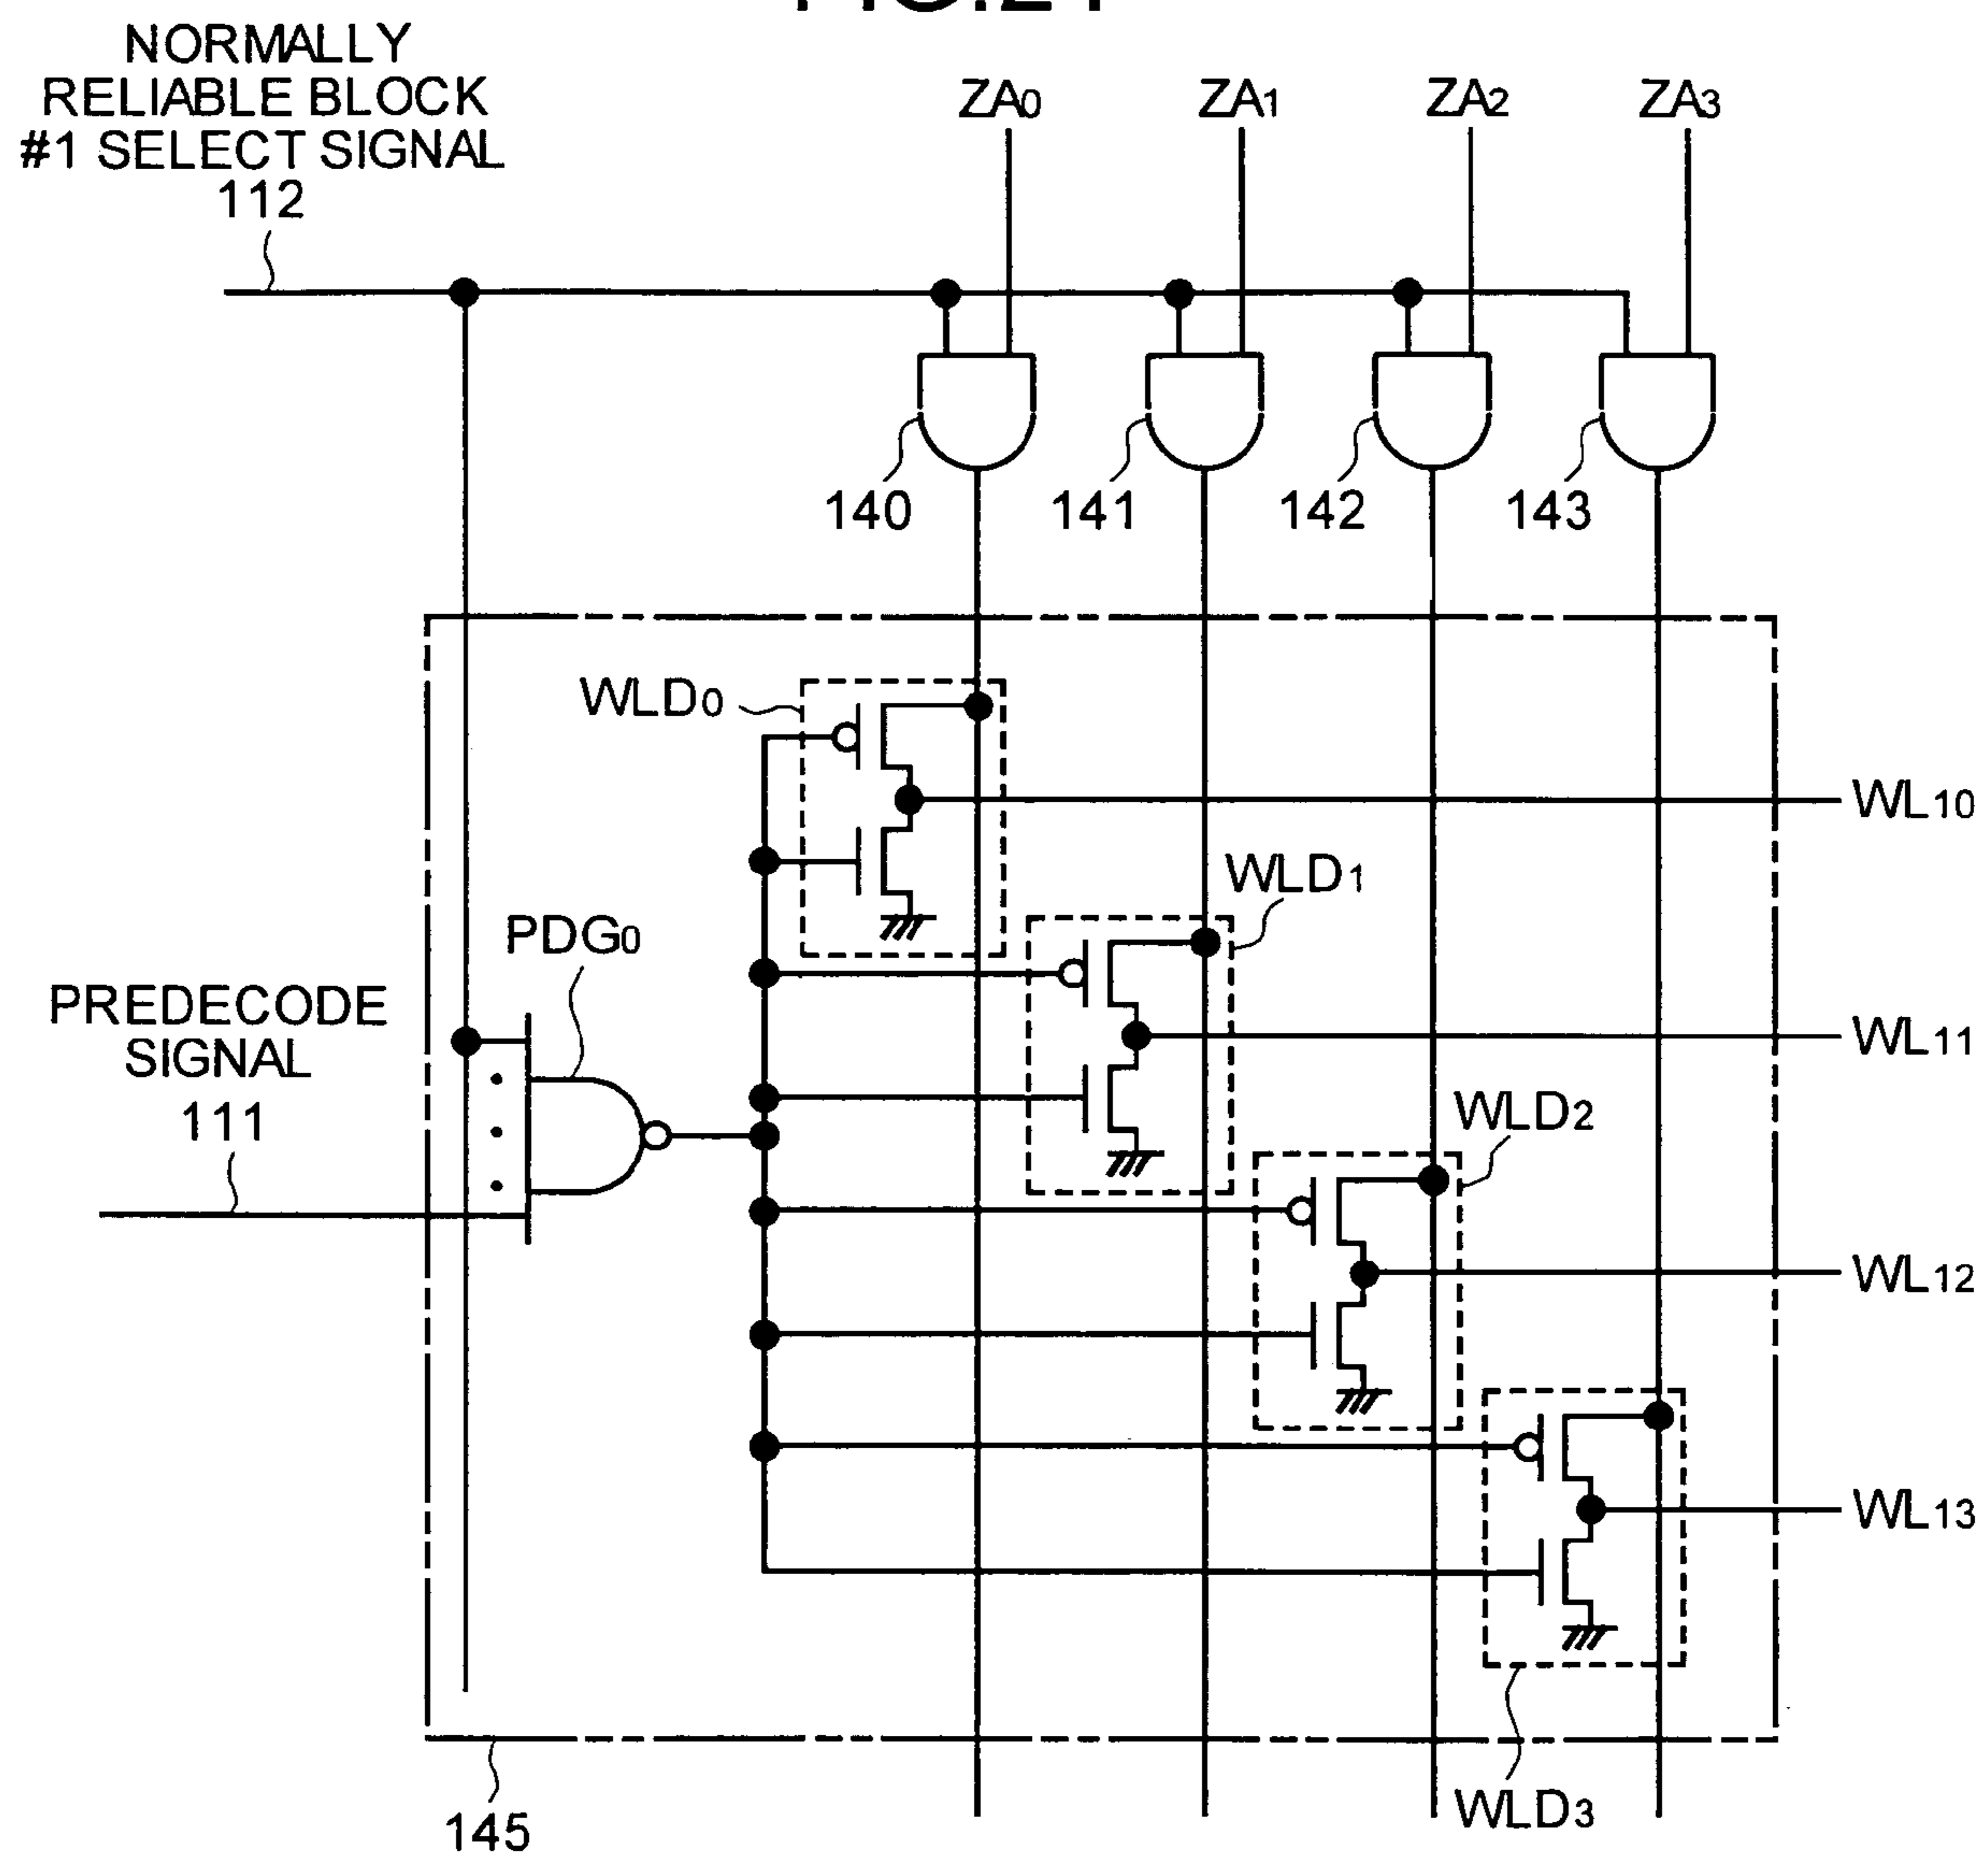 NORMALLY
RELIABLE BLOCK
#1 SELECT SIGNAL
112
ZA0
ZA1
ZA2
ZA3
140
141
142
143
WLD0
WL10
WLD1
PDG0
PREDECODE
SIGNAL
111
WL11
WLD2
WL12
WL13
WLD3
145